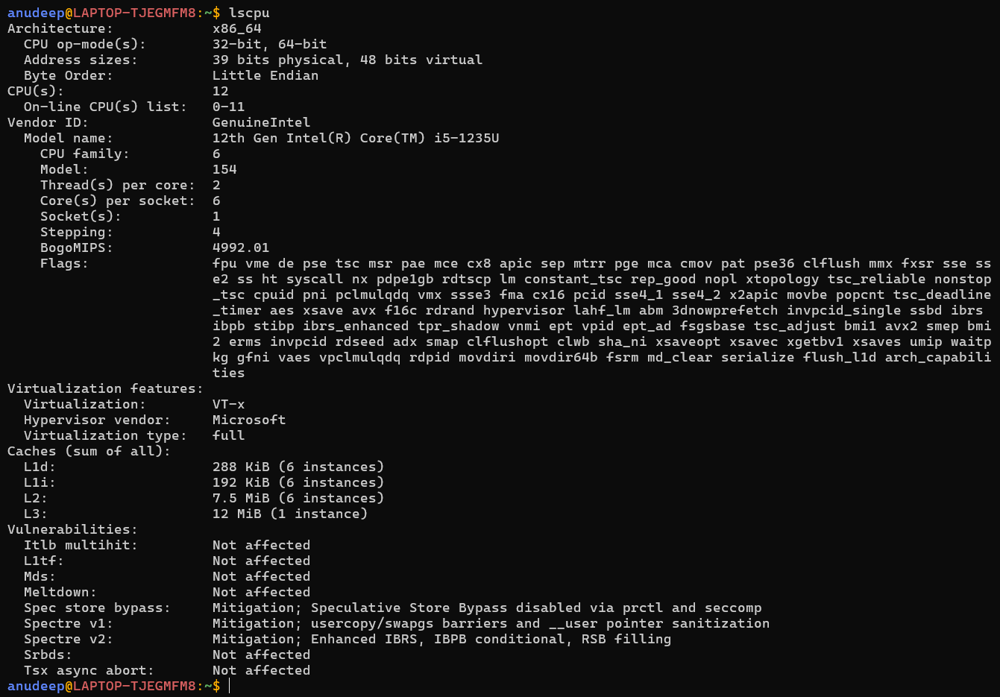 anudeep@LAPTOP-TJEGMFM8:~$ lscpu
Architecture:            x86_64
  CPU op-mode(s):        32-bit, 64-bit
  Address sizes:         39 bits physical, 48 bits virtual
  Byte Order:            Little Endian
CPU(s):                  12
  On-line CPU(s) list:   0-11
Vendor ID:               GenuineIntel
  Model name:            12th Gen Intel(R) Core(TM) i5-1235U
    CPU family:          6
    Model:               154
    Thread(s) per core:  2
    Core(s) per socket:  6
    Socket(s):           1
    Stepping:            4
    BogoMIPS:            4992.01
    Flags:               fpu vme de pse tsc msr pae mce cx8 apic sep mtrr pge mca cmov pat pse36 clflush mmx fxsr sse ss
                         e2 ss ht syscall nx pdpe1gb rdtscp lm constant_tsc rep_good nopl xtopology tsc_reliable nonstop
                         _tsc cpuid pni pclmulqdq vmx ssse3 fma cx16 pcid sse4_1 sse4_2 x2apic movbe popcnt tsc_deadline
                         _timer aes xsave avx f16c rdrand hypervisor lahf_lm abm 3dnowprefetch invpcid_single ssbd ibrs
                         ibpb stibp ibrs_enhanced tpr_shadow vnmi ept vpid ept_ad fsgsbase tsc_adjust bmi1 avx2 smep bmi
                         2 erms invpcid rdseed adx smap clflushopt clwb sha_ni xsaveopt xsavec xgetbv1 xsaves umip waitp
                         kg gfni vaes vpclmulqdq rdpid movdiri movdir64b fsrm md_clear serialize flush_l1d arch_capabili
                         ties
Virtualization features:
  Virtualization:        VT-x
  Hypervisor vendor:     Microsoft
  Virtualization type:   full
Caches (sum of all):
  L1d:                   288 KiB (6 instances)
  L1i:                   192 KiB (6 instances)
  L2:                    7.5 MiB (6 instances)
  L3:                    12 MiB (1 instance)
Vulnerabilities:
  Itlb multihit:         Not affected
  L1tf:                  Not affected
  Mds:                   Not affected
  Meltdown:              Not affected
  Spec store bypass:     Mitigation; Speculative Store Bypass disabled via prctl and seccomp
  Spectre v1:            Mitigation; usercopy/swapgs barriers and __user pointer sanitization
  Spectre v2:            Mitigation; Enhanced IBRS, IBPB conditional, RSB filling
  Srbds:                 Not affected
  Tsx async abort:       Not affected
anudeep@LAPTOP-TJEGMFM8:~$